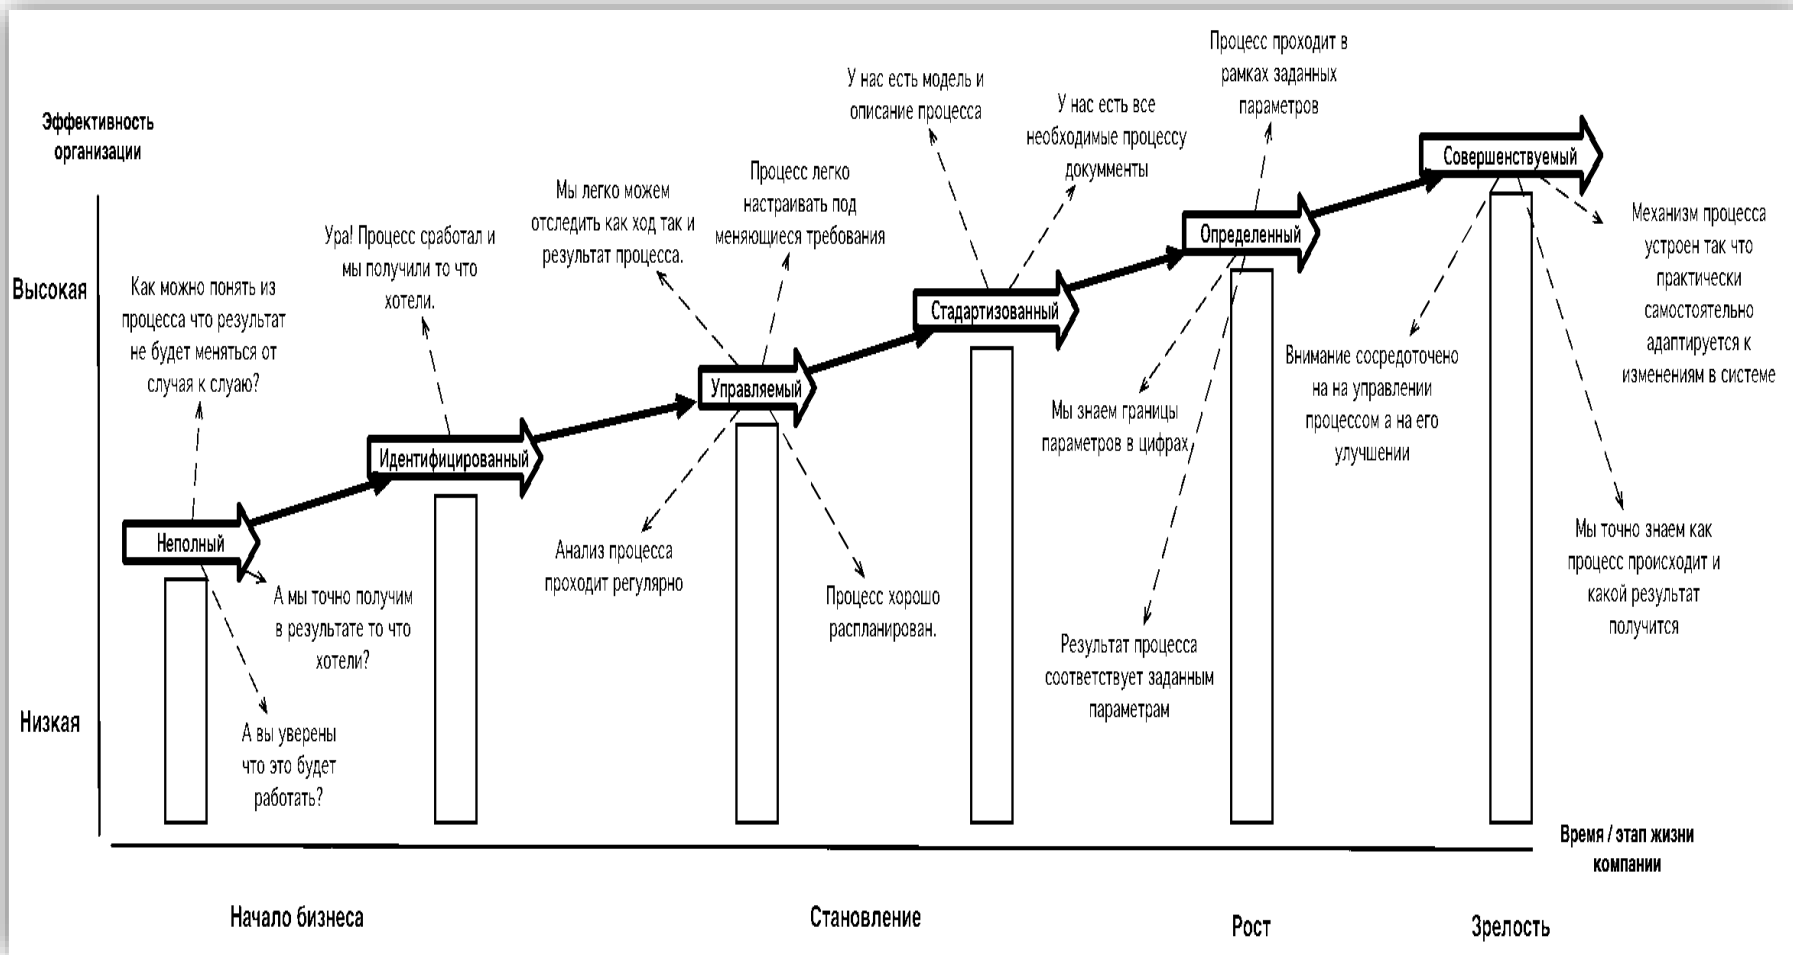 Эффективность
организации
Высокая
Низкая
Как можно понять из
процесса что результат
не будет меняться от
случая к слуаю?
Неполный
А мы точно получим
в результате то что
хотели?
А вы уверены
что это будет
работать?
Ура! Процесс сработал и
мы получили то что
хотели.
Идентифицированный
Мы легко можем
отследить как ход так и
результат процесса.
Процесс легко
настраивать под
меняющиеся требования
Управляемый
Анализ процесса
проходит регулярно
Процесс хорошо
распланирован.
У нас есть модель и
описание процесса
У нас есть все
необходимые процессу
докумменты
Стадартизованный
Процесс проходит в
рамках заданных
параметров
Определенный
Мы знаем границы
параметров в цифрах
Результат процесса
соответствует заданным
параметрам
Совершенствуемый
Внимание сосредоточено
на на управлении
процессом а на его
улучшении
Механизм процесса
устроен так что
практически
самостоятельно
адаптируется к
изменениям в системе
Мы точно знаем как
процесс происходит и
какой результат
получится
Время / этап жизни
компании
Начало бизнеса
Становление
Рост
Зрелость